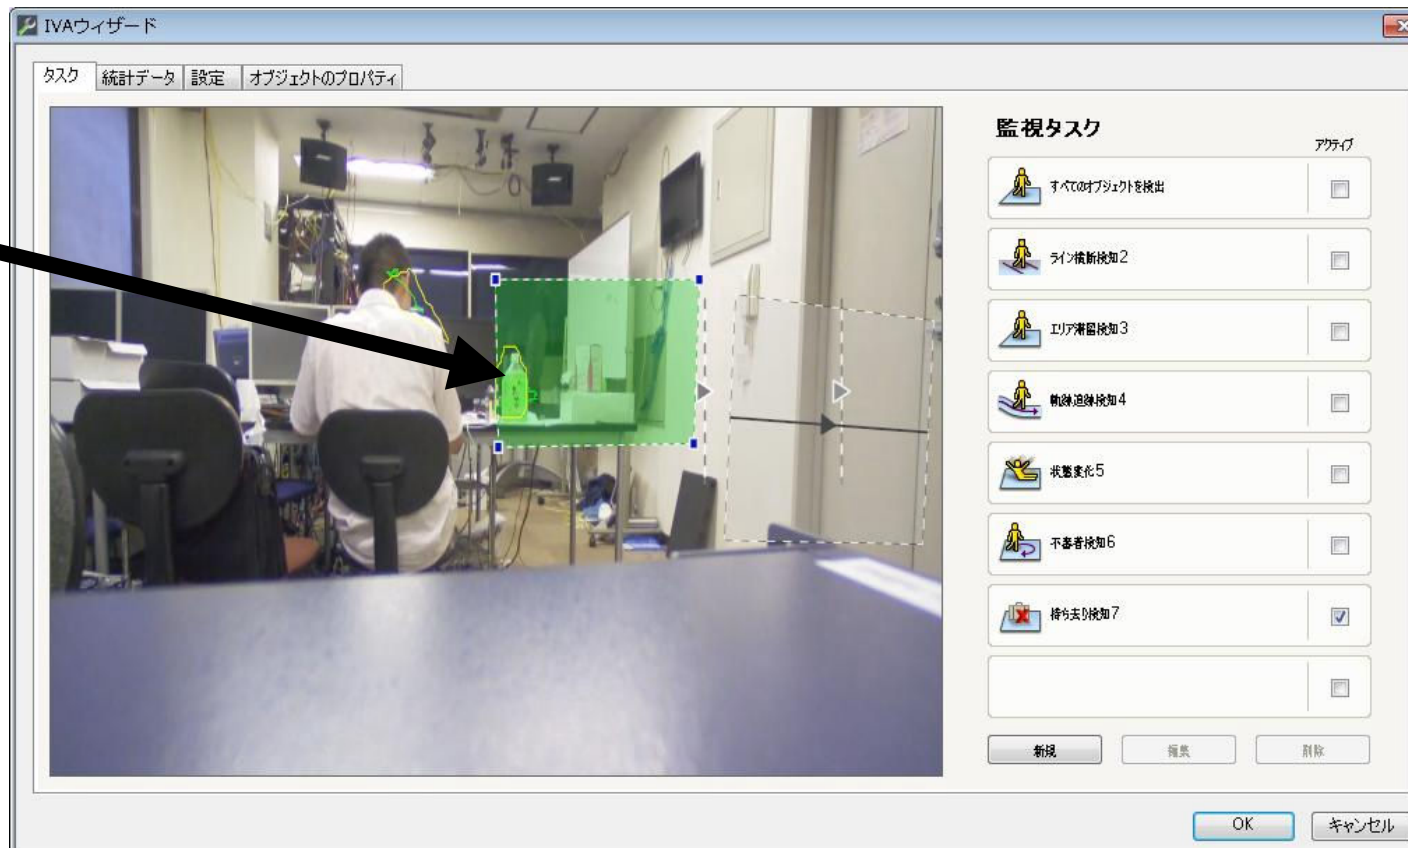 IVAウィザード
タスク 統計データ 設定 オブジェクトのプロパティ
監視タスク
アクティブ
すべてのオブジェクトを検出
ライン横断検知2
エリア滞留検知3
軌跡追跡検知4
状態変化5
不審者検知6
持ち去り検知7
新規 編集 削除
OK キャンセル